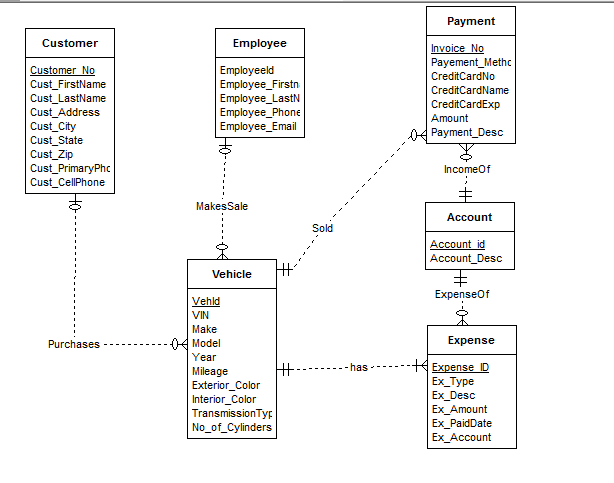 Customer
Customer_No
Cust_FirstName
Cust_LastName
Cust_Address
Cust_City
Cust_State
Cust_Zip
Cust_PrimaryPho
Cust_CellPhone
Employee
EmployeeId
Employee_Firstn
Employee_LastN
Employee_Phone
Employee_Email
Payment
Invoice_No
Payement_Metho
CreditCardNo
CreditCardName
CreditCardExp
Amount
Payment_Desc
IncomeOf
MakesSale
Sold
Account
Account_id
Account_Desc
ExpenseOf
Purchases
Vehicle
VehId
VIN
Make
Model
Year
Mileage
Exterior_Color
Interior_Color
TransmissionTyp
No_of_Cylinders
has
Expense
Expense_ID
Ex_Type
Ex_Desc
Ex_Amount
Ex_PaidDate
Ex_Account